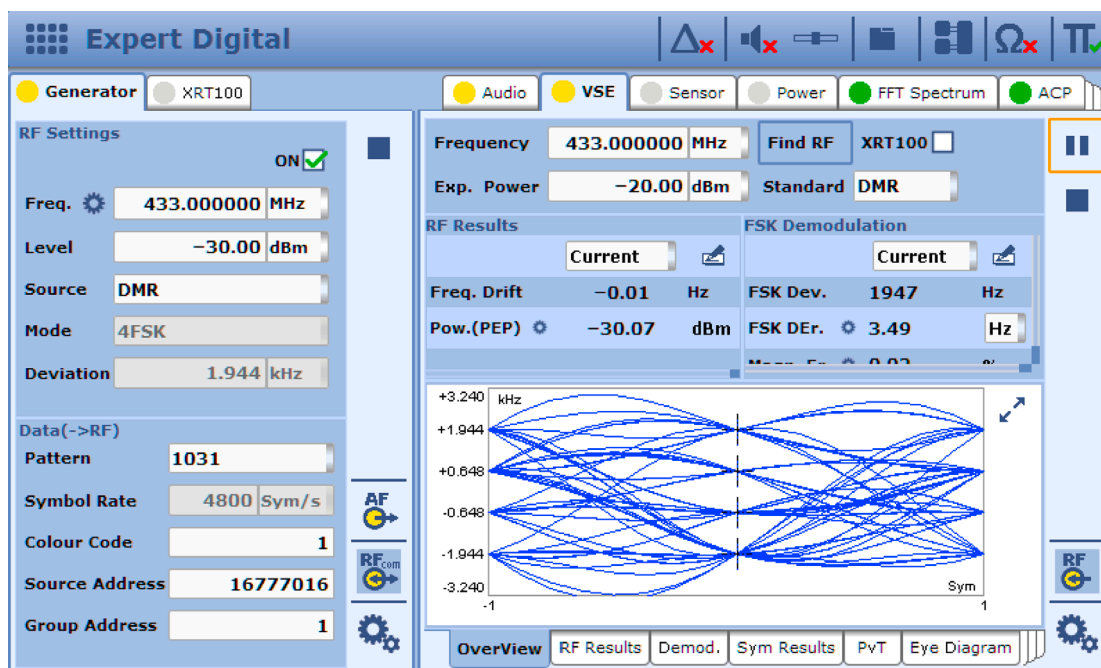 Expert Digital
Generator XRT100
RF Settings
ON
Freq. 433.000000 MHz
Level −30.00 dBm
Source DMR
Mode 4FSK
Deviation 1.944 kHz
Data(->RF)
Pattern 1031
Symbol Rate 4800 Sym/s
Colour Code 1
Source Address 16777016
Group Address 1
AF
RFcom
Audio VSE Sensor Power FFT Spectrum ACP
Frequency 433.000000 MHz Find RF XRT100
Exp. Power −20.00 dBm Standard DMR
RF Results
Current
Freq. Drift −0.01 Hz
Pow.(PEP) −30.07 dBm
FSK Demodulation
Current
FSK Dev. 1947 Hz
FSK DEr. 3.49 Hz
+3.240 kHz
+1.944
+0.648
-0.648
-1.944
-3.240
Sym
-1 1
OverView RF Results Demod. Sym Results PvT Eye Diagram
RF